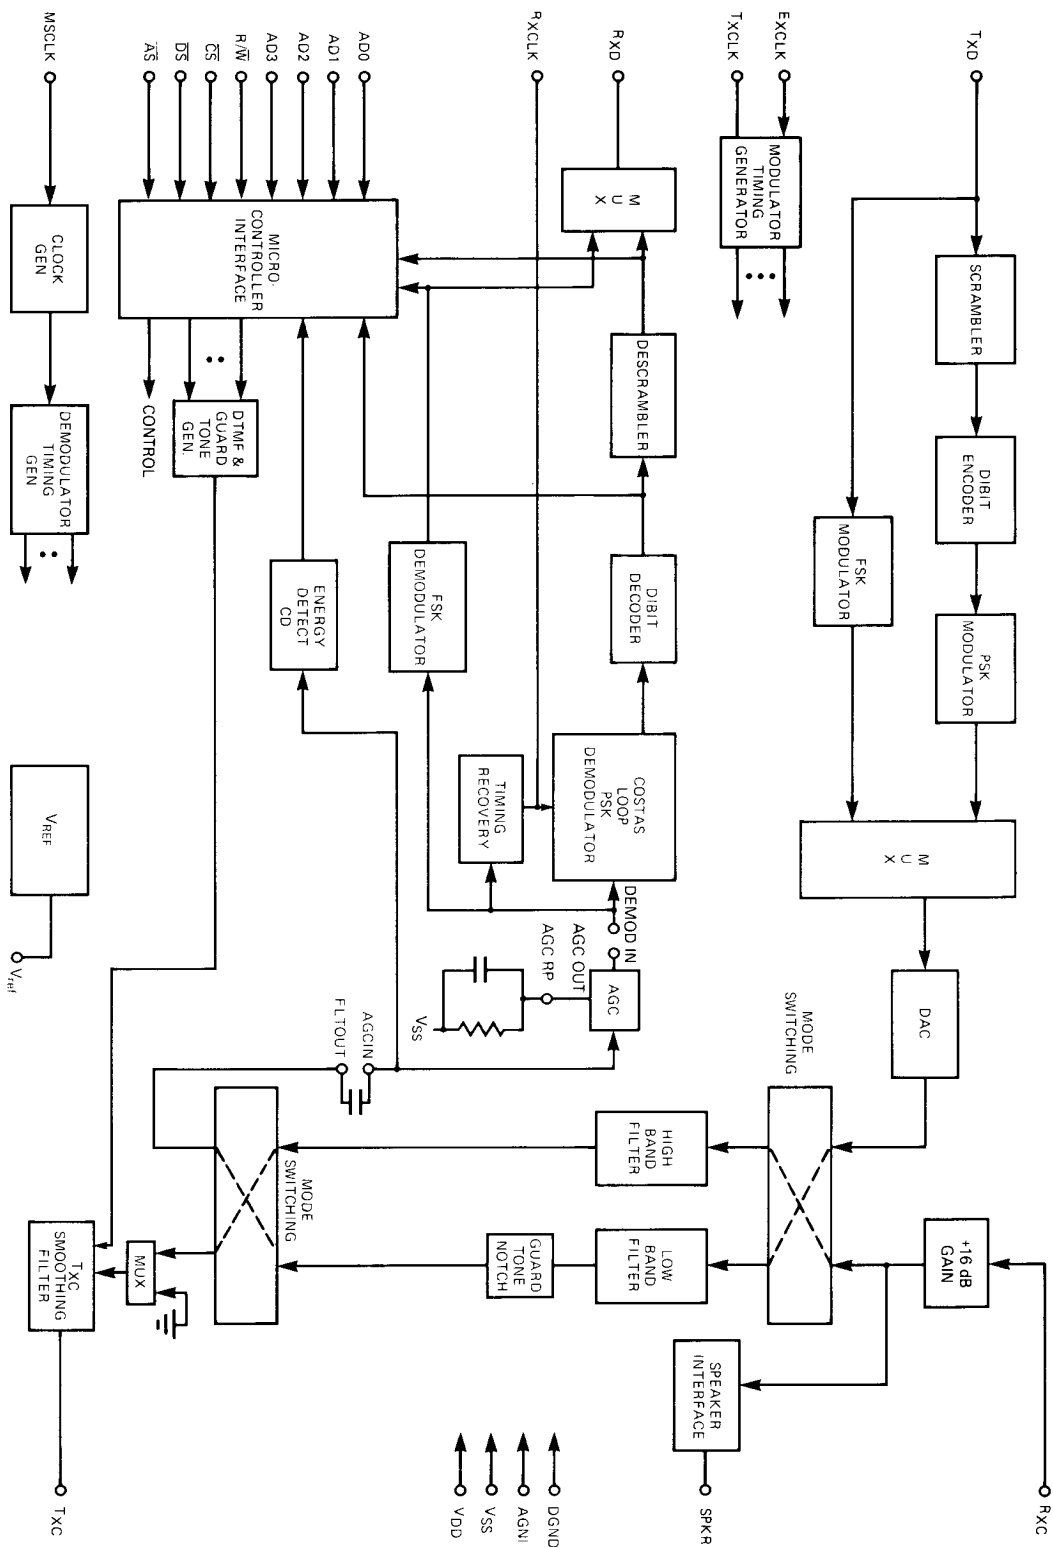 TXD
EXCLK
TXCLK
RXD
RXCLK
AD0
AD1
AD2
AD3
R/W̅
C̅S̅
D̅S̅
A̅S̅
MSCLK
SCRAMBLER
DIBIT
ENCODER
PSK
MODULATOR
FSK
MODULATOR
MUX
DAC
MODE
SWITCHING
+16 dB
GAIN
RXC
MODULATOR
TIMING
GENERATOR
MUX
DESCRAMBLER
DIBIT
DECODER
COSTAS
LOOP
PSK
DEMODULATOR
DEMOD IN
AGC OUT
AGC RP
AGC
VSS
TIMING
RECOVERY
FSK
DEMODULATOR
ENERGY
DETECT
CD
AGCIN
FLTOUT
HIGH
BAND
FILTER
LOW
BAND
FILTER
GUARD
TONE
NOTCH
SPEAKER
INTERFACE
SPKR
MODE
SWITCHING
MICRO-
CONTROLLER
INTERFACE
DTMF &
GUARD
TONE
GEN.
CONTROL
CLOCK
GEN
DEMODULATOR
TIMING
GEN
VREF
Vref
MUX
TXC
SMOOTHING
FILTER
TXC
DGND
AGNI
VSS
VDD